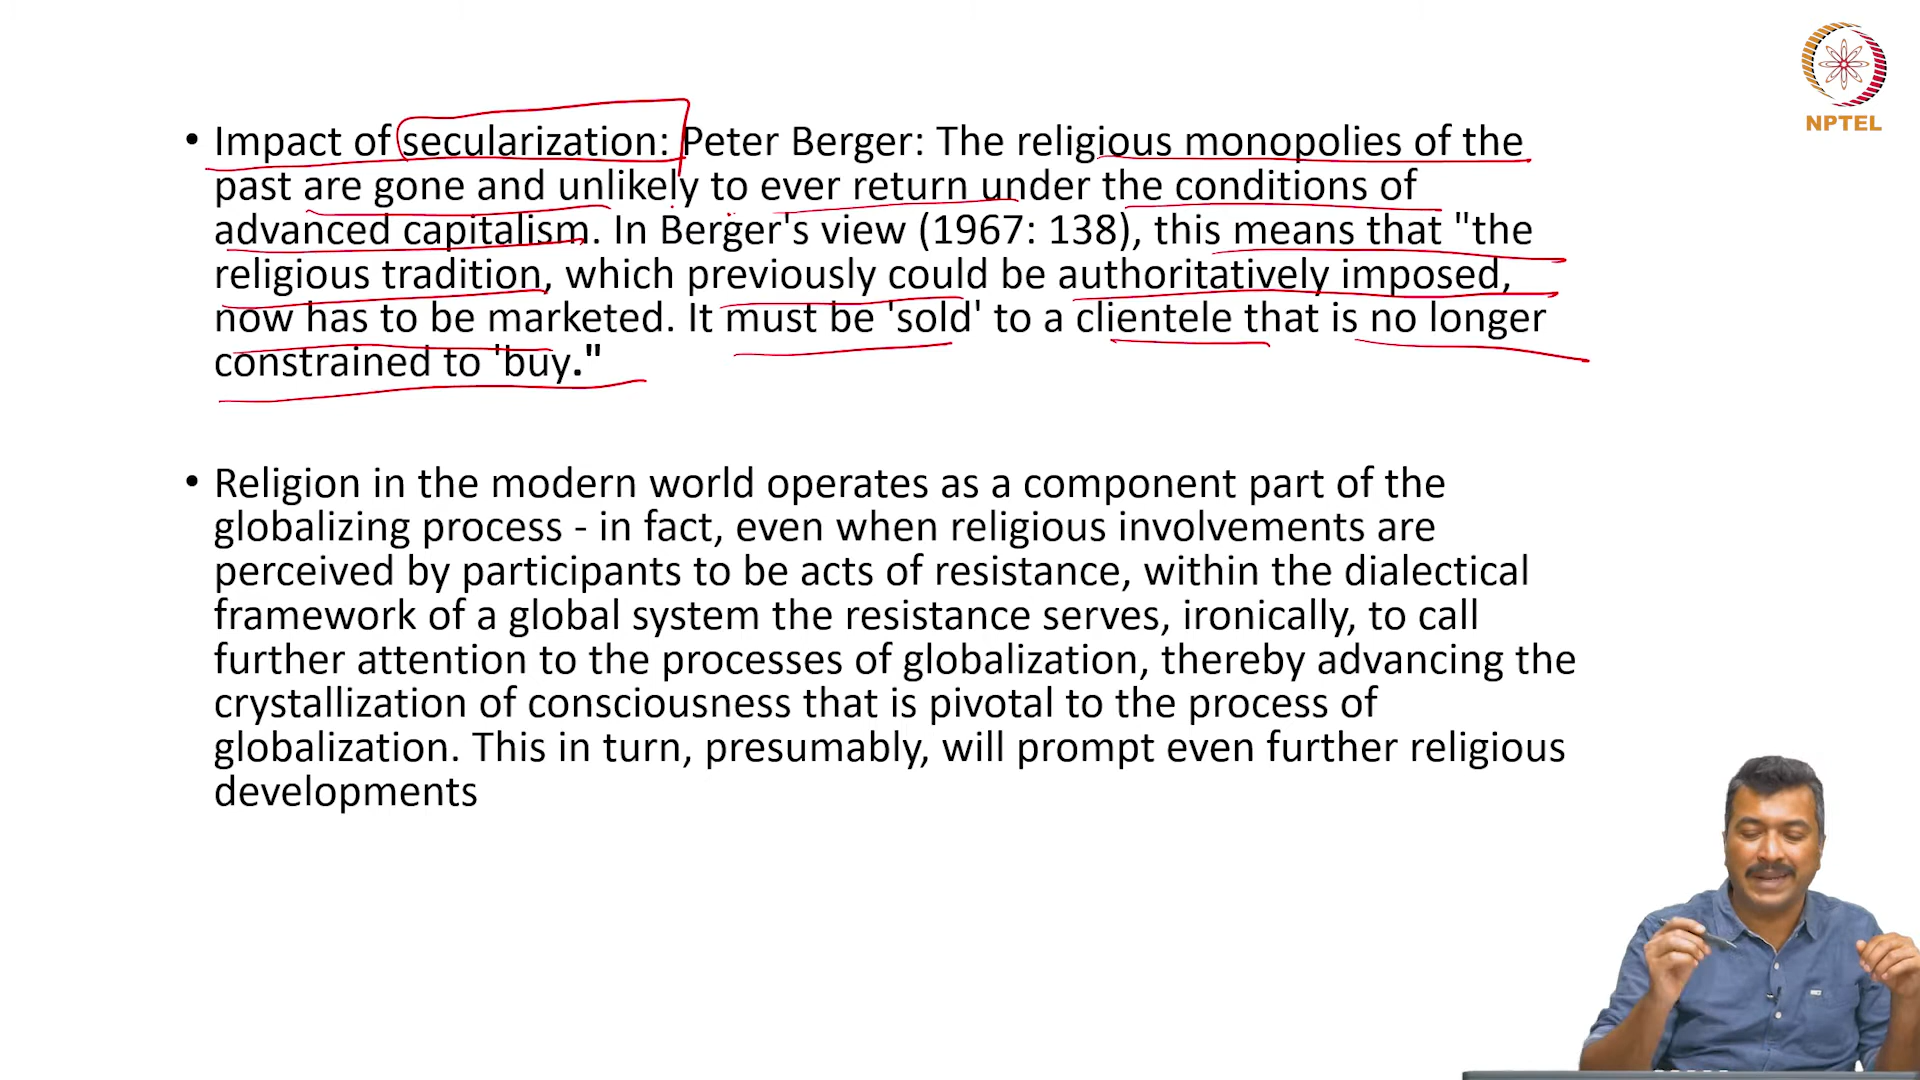 NPTEL
• Impact of secularization: Peter Berger: The religious monopolies of the
past are gone and unlikely to ever return under the conditions of
advanced capitalism. In Berger's view (1967: 138), this means that "the
religious tradition, which previously could be authoritatively imposed,
now has to be marketed. It must be 'sold' to a clientele that is no longer
constrained to 'buy."
• Religion in the modern world operates as a component part of the
globalizing process - in fact, even when religious involvements are
perceived by participants to be acts of resistance, within the dialectical
framework of a global system the resistance serves, ironically, to call
further attention to the processes of globalization, thereby advancing the
crystallization of consciousness that is pivotal to the process of
globalization. This in turn, presumably, will prompt even further religious
developments